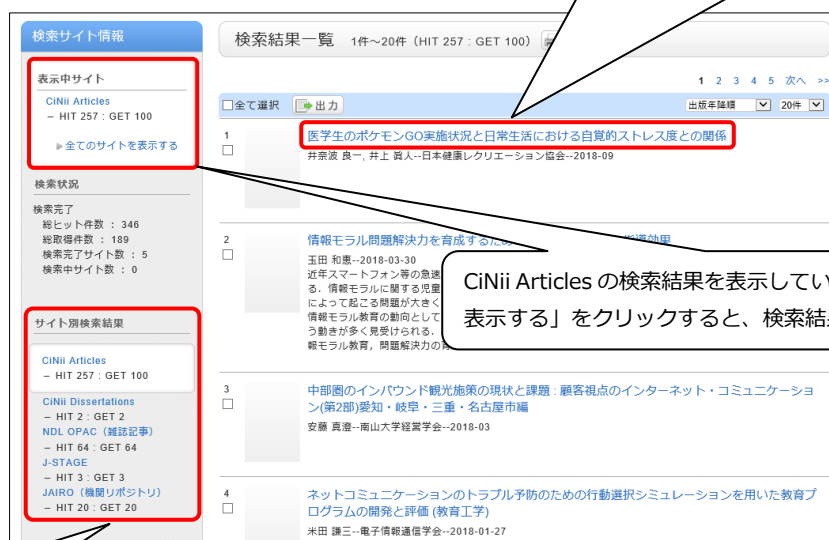 検索サイト情報
表示中サイト
CiNii Articles
– HIT 257 : GET 100
全てのサイトを表示する
検索状況
検索完了
総ヒット件数 : 346
総取得件数 : 189
検索完了サイト数 : 5
検索中サイト数 : 0
サイト別検索結果
CiNii Articles
– HIT 257 : GET 100
CiNii Dissertations
– HIT 2 : GET 2
NDL OPAC（雑誌記事）
– HIT 64 : GET 64
J-STAGE
– HIT 3 : GET 3
JAIRO（機関リポジトリ）
– HIT 20 : GET 20
検索結果一覧 1件～20件（HIT 257 : GET 100）
1 2 3 4 5 次へ >>
全て選択 出力 出版年降順 20件
1
医学生のポケモンGO実施状況と日常生活における自覚的ストレス度との関係
井奈波 良一, 井上 眞人--日本健康レクリエーション協会--2018-09
2
情報モラル問題解決力を育成するため
玉田 和恵--2018-03-30
近年スマートフォン等の急速
る．情報モラルに関する児童
によって起こる問題が大きく
情報モラル教育の動向として
う動きが多く見受けられる．
報モラル教育，問題解決力の
CiNii Articles の検索結果を表示してい
表示する」をクリックすると、検索結
3
中部圏のインバウンド観光施策の現状と課題 : 顧客視点のインターネット・コミュニケーショ
ン(第2部)愛知・岐阜・三重・名古屋市編
安藤 真澄--南山大学経営学会--2018-03
4
ネットコミュニケーションのトラブル予防のための行動選択シミュレーションを用いた教育プ
ログラムの開発と評価 (教育工学)
米田 謙三--電子情報通信学会--2018-01-27